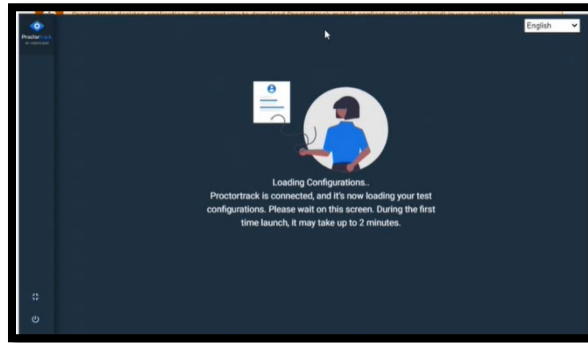 English
Proctortrack
Loading Configurations..
Proctortrack is connected, and it's now loading your test
configurations. Please wait on this screen. During the first
time launch, it may take up to 2 minutes.